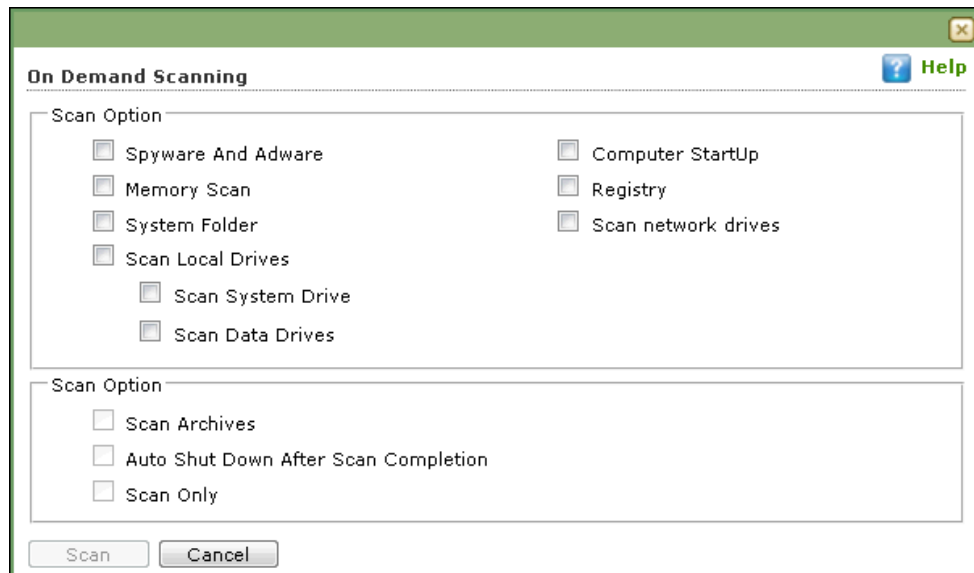 On Demand Scanning
? Help
Scan Option
Spyware And Adware
Computer StartUp
Memory Scan
Registry
System Folder
Scan network drives
Scan Local Drives
Scan System Drive
Scan Data Drives
Scan Option
Scan Archives
Auto Shut Down After Scan Completion
Scan Only
Scan
Cancel